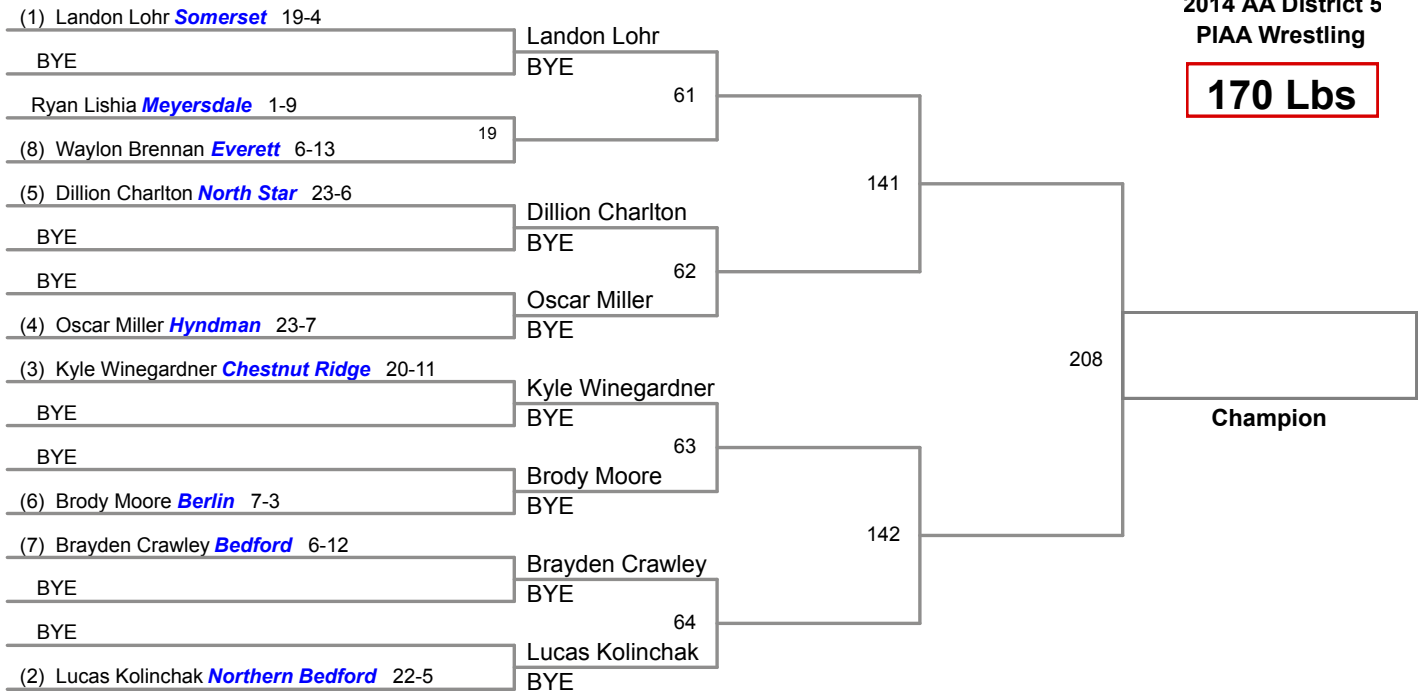 2014 AA District 5
PIAA Wrestling
170 Lbs
(1) Landon Lohr Somerset 19-4
BYE
Ryan Lishia Meyersdale 1-9
(8) Waylon Brennan Everett 6-13
(5) Dillion Charlton North Star 23-6
BYE
BYE
(4) Oscar Miller Hyndman 23-7
(3) Kyle Winegardner Chestnut Ridge 20-11
BYE
BYE
(6) Brody Moore Berlin 7-3
(7) Brayden Crawley Bedford 6-12
BYE
BYE
(2) Lucas Kolinchak Northern Bedford 22-5
19
Landon Lohr
BYE
Dillion Charlton
BYE
Oscar Miller
BYE
Kyle Winegardner
BYE
Brody Moore
BYE
Brayden Crawley
BYE
Lucas Kolinchak
BYE
61
62
63
64
141
142
208
Champion